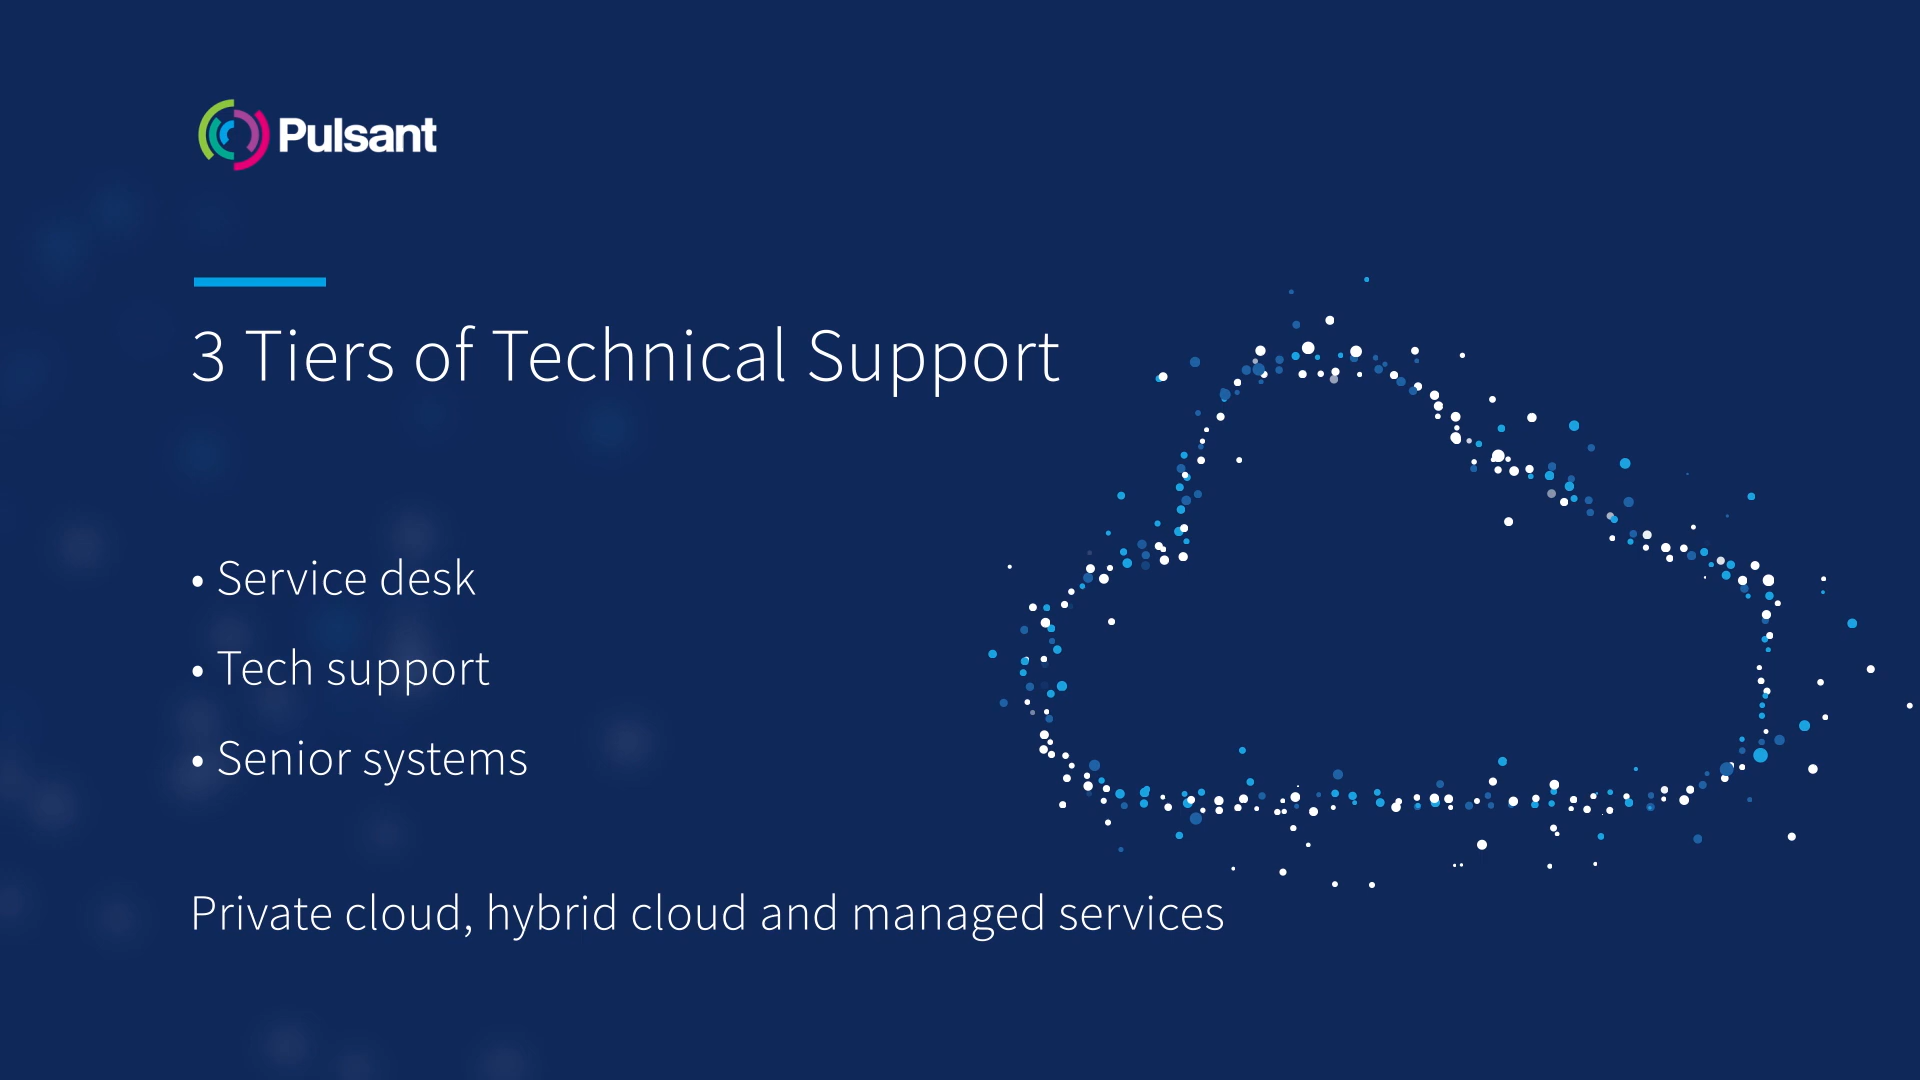 Pulsant
3 Tiers of Technical Support
• Service desk
• Tech support
• Senior systems
Private cloud, hybrid cloud and managed services